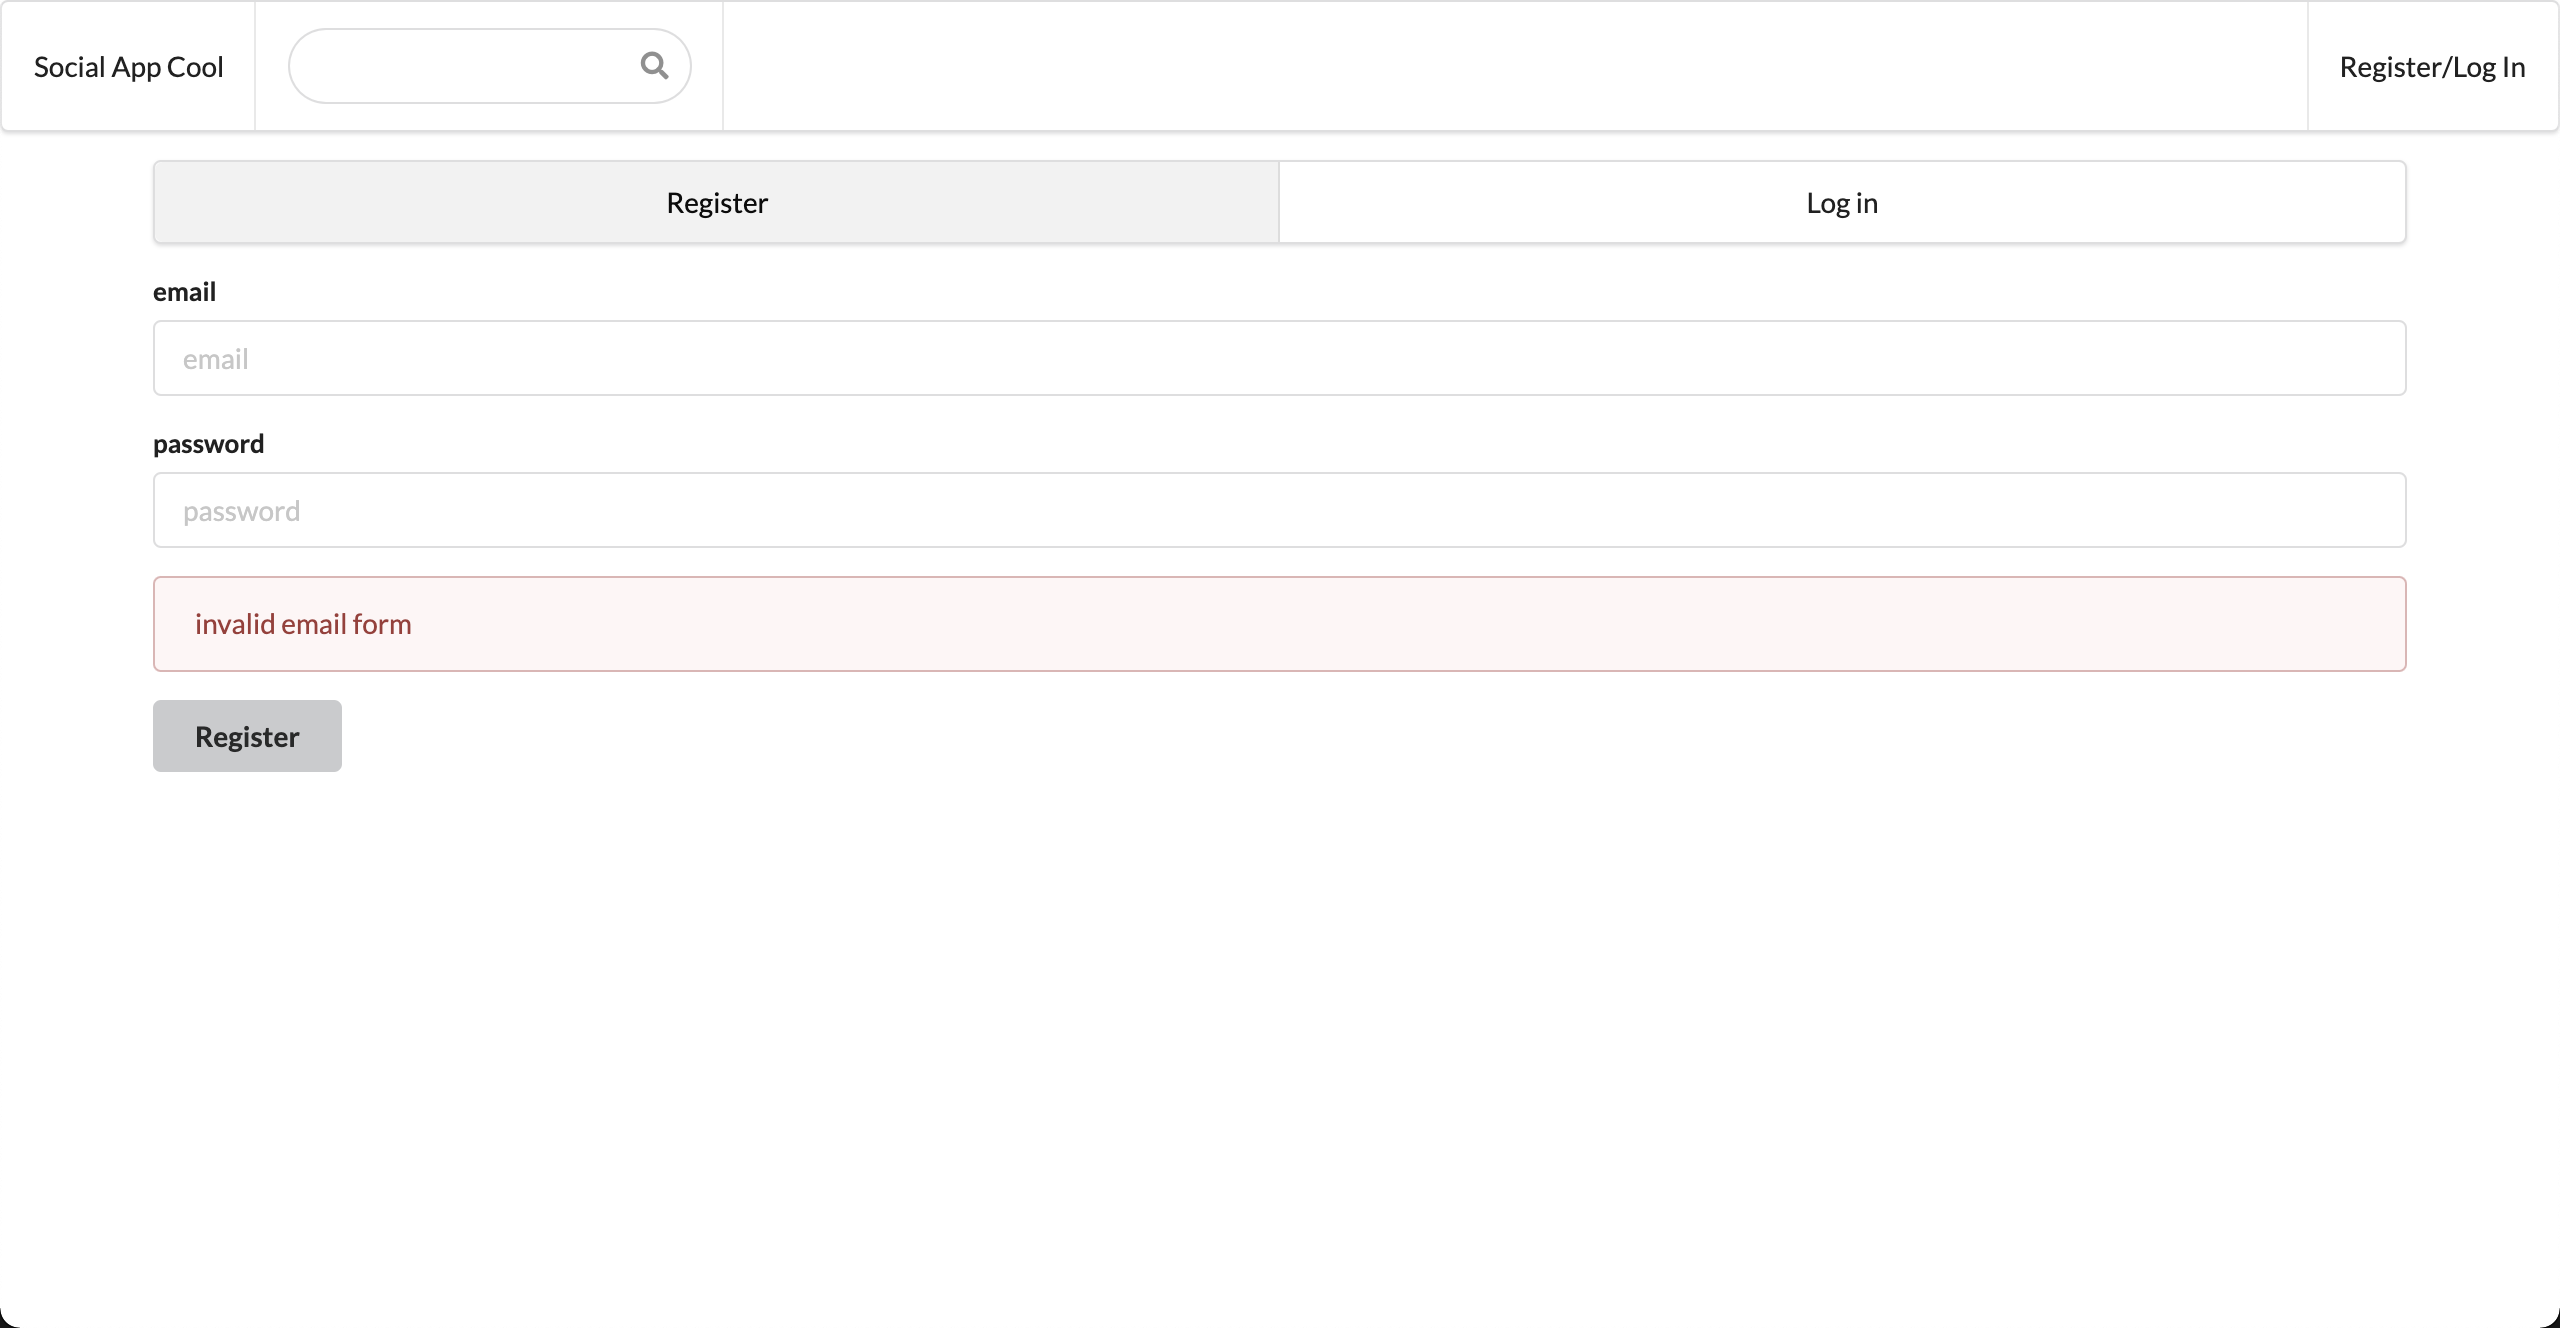 Social App Cool
Register/Log In
Register
Log in
email
email
password
password
invalid email form
Register